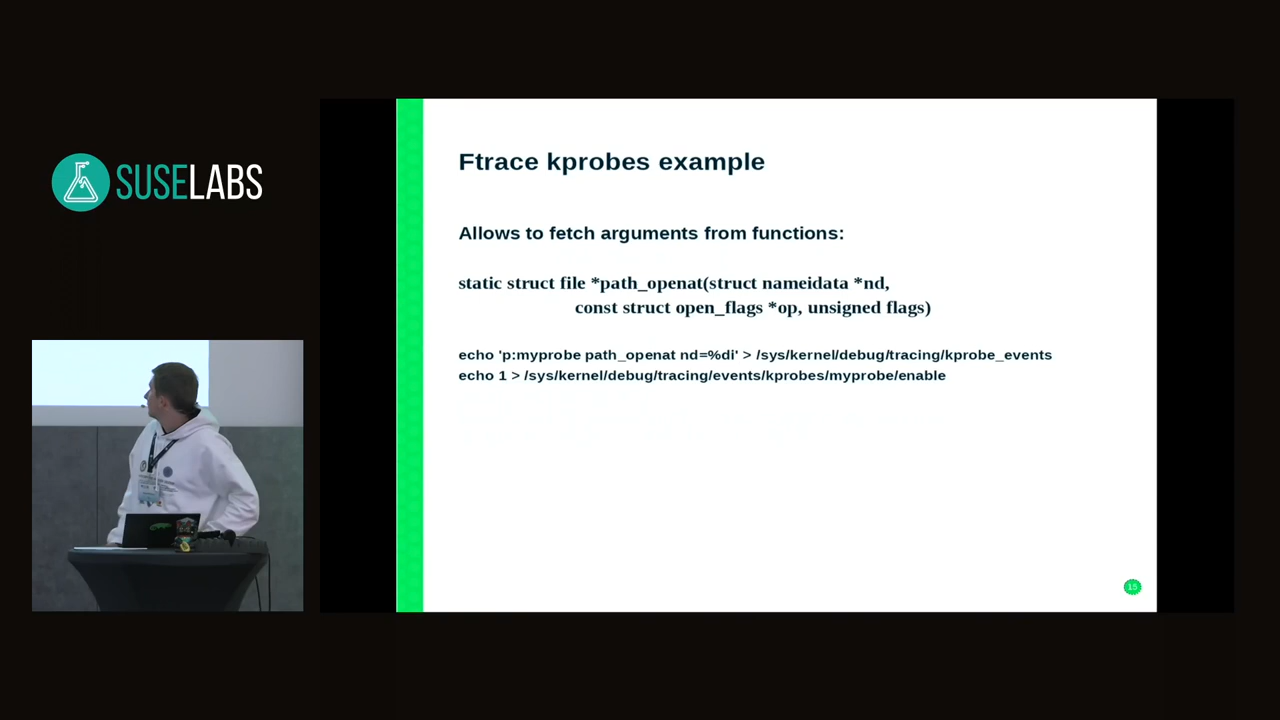 SUSELABS
Ftrace kprobes example
Allows to fetch arguments from functions:
static struct file *path_openat(struct nameidata *nd,
const struct open_flags *op, unsigned flags)
echo 'p:myprobe path_openat nd=%di' > /sys/kernel/debug/tracing/kprobe_events
echo 1 > /sys/kernel/debug/tracing/events/kprobes/myprobe/enable
15